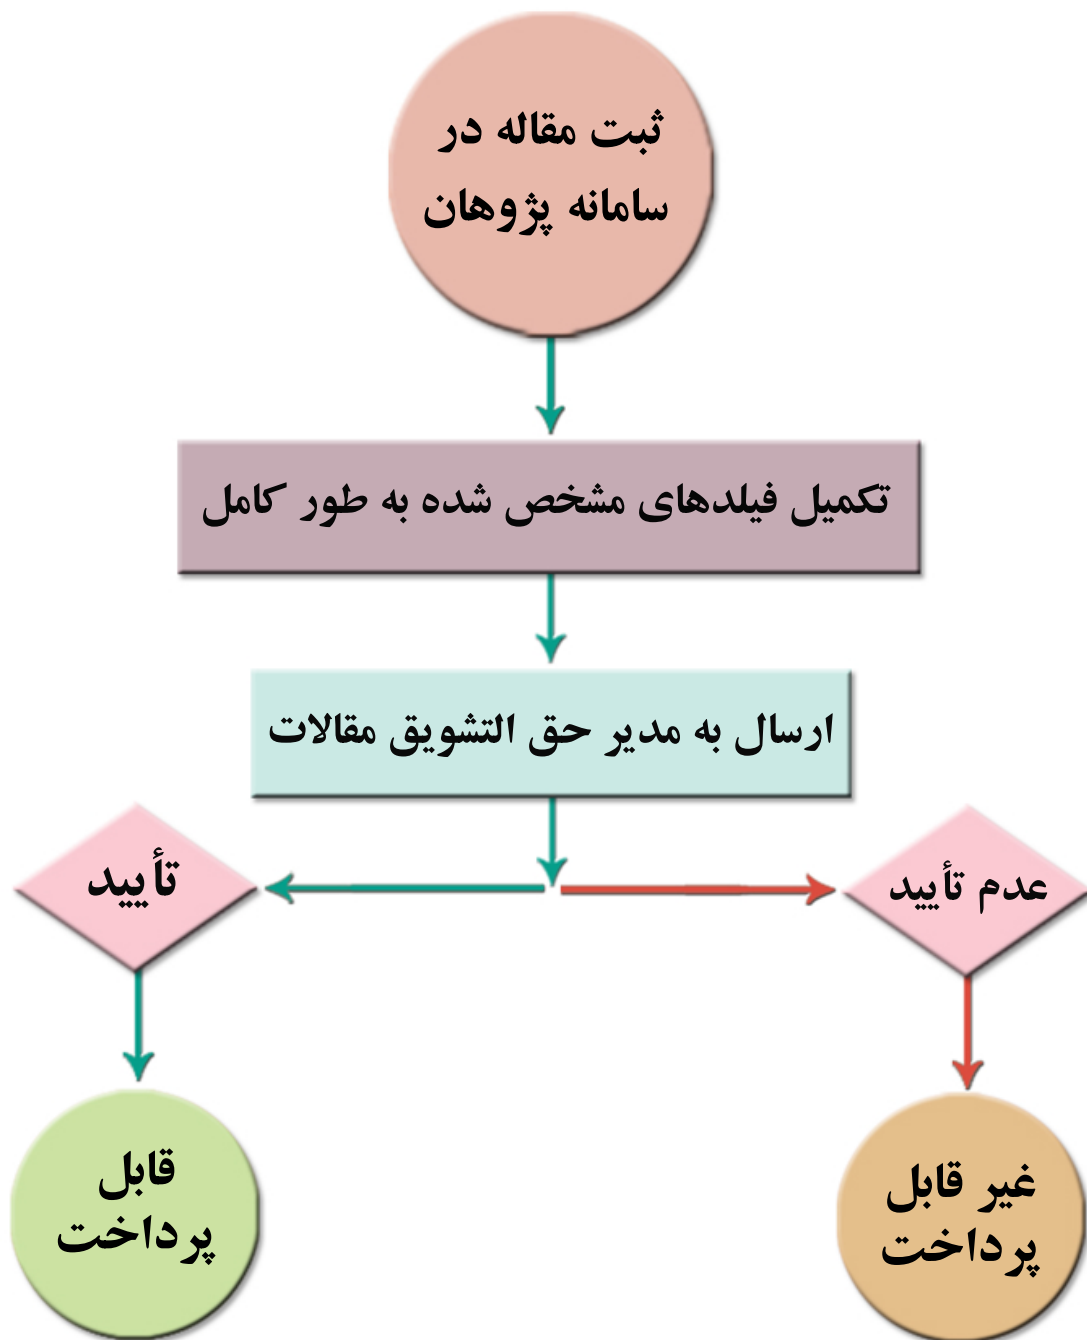 ثبت مقاله در
سامانه پژوهان
تکمیل فیلدهای مشخص شده به طور کامل
ارسال به مدیر حق التشویق مقالات
عدم تأیید
تأیید
غیر قابل
پرداخت
قابل
پرداخت